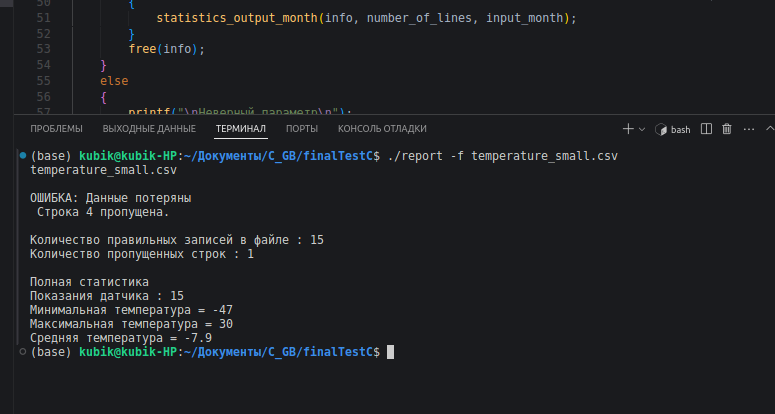 50 {
51 statistics_output_month(info, number_of_lines, input_month);
52 }
53 free(info);
54 }
55 else
56 {
57 printf("\nНеверный параметр\n");
ПРОБЛЕМЫ ВЫХОДНЫЕ ДАННЫЕ ТЕРМИНАЛ ПОРТЫ КОНСОЛЬ ОТЛАДКИ bash
(base) kubik@kubik-HP:~/Документы/C_GB/finalTestC$ ./report -f temperature_small.csv
temperature_small.csv
ОШИБКА: Данные потеряны
Строка 4 пропущена.
Количество правильных записей в файле : 15
Количество пропущенных строк : 1
Полная статистика
Показания датчика : 15
Минимальная температура = -47
Максимальная температура = 30
Средняя температура = -7.9
(base) kubik@kubik-HP:~/Документы/C_GB/finalTestC$